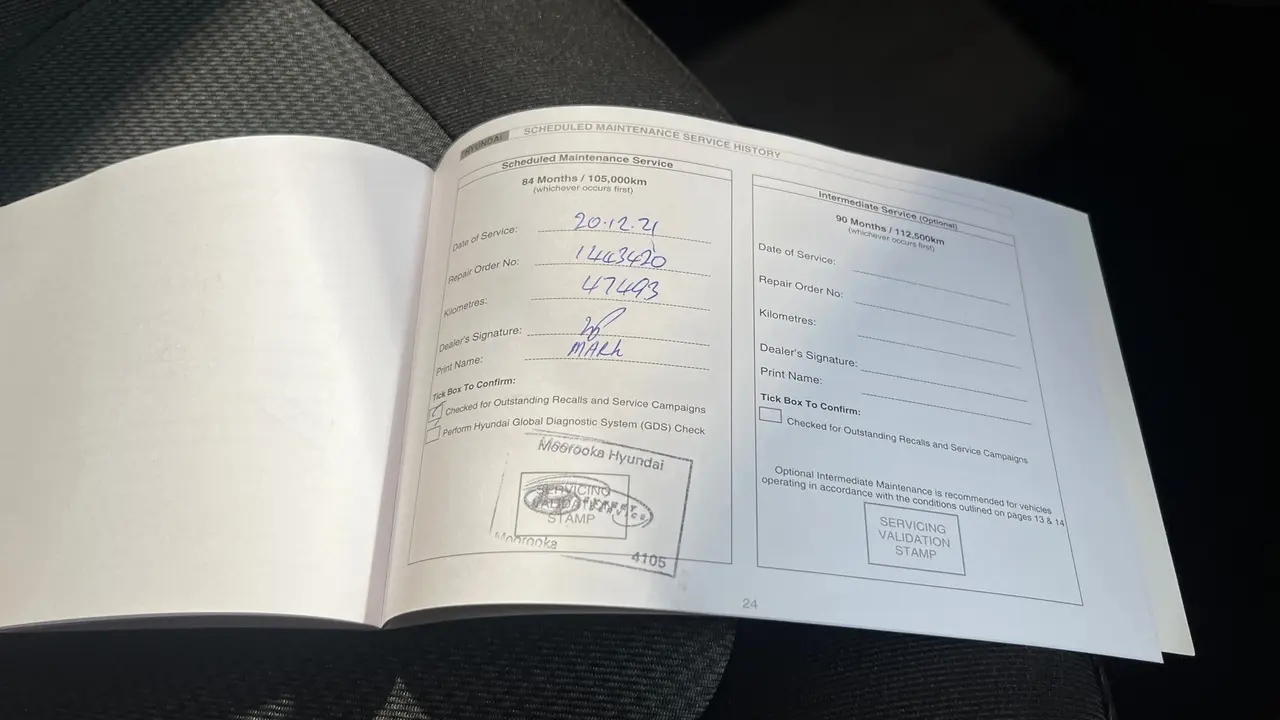 HYUNDAI SCHEDULED MAINTENANCE SERVICE HISTORY
Scheduled Maintenance Service
84 Months / 105,000km
(whichever occurs first)
Date of Service: 20.12.21
Repair Order No: 1443420
Kilometres: 47493
Dealer's Signature:
Print Name: MARK
Tick Box To Confirm:
Checked for Outstanding Recalls and Service Campaigns
Perform Hyundai Global Diagnostic System (GDS) Check
Moorooka Hyundai
SERVICING
VALIDATION
STAMP
Moorooka
4105
Intermediate Service (Optional)
90 Months / 112,500km
(whichever occurs first)
Date of Service:
Repair Order No:
Kilometres:
Dealer's Signature:
Print Name:
Tick Box To Confirm:
Checked for Outstanding Recalls and Service Campaigns
Optional Intermediate Maintenance is recommended for vehicles
operating in accordance with the conditions outlined on pages 13 & 14
SERVICING
VALIDATION
STAMP
24